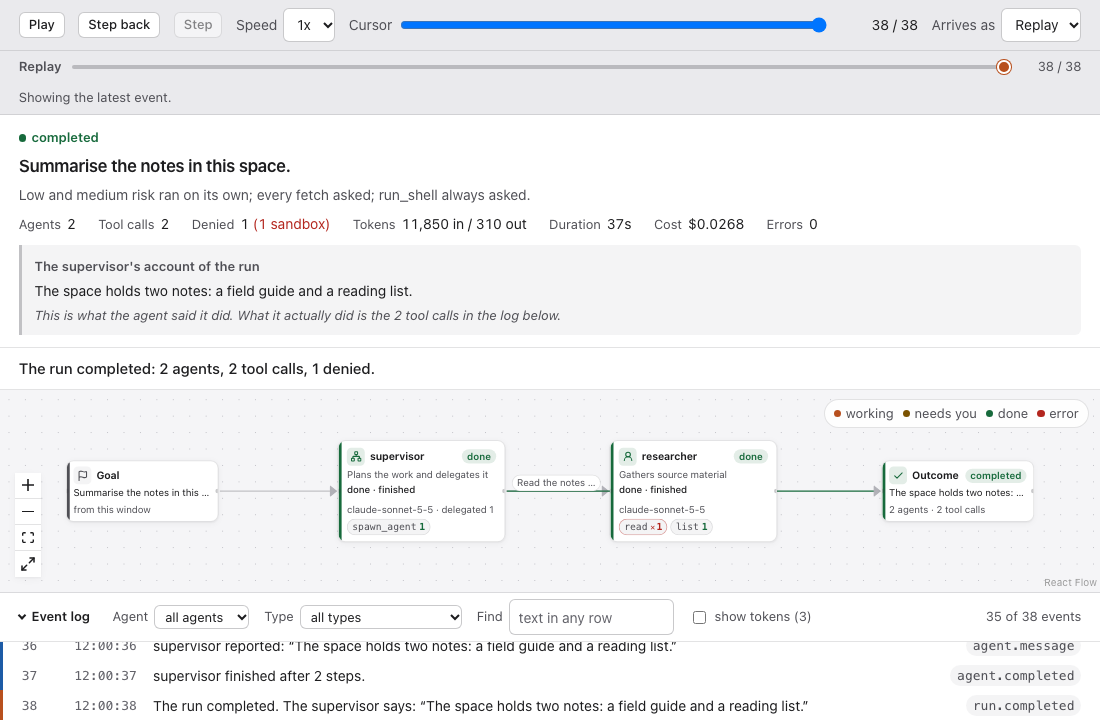 Play Step back Step Speed 1x Cursor 38 / 38 Arrives as Replay
Replay 38 / 38
Showing the latest event.
completed
Summarise the notes in this space.
Low and medium risk ran on its own; every fetch asked; run_shell always asked.
Agents 2 Tool calls 2 Denied 1 (1 sandbox) Tokens 11,850 in / 310 out Duration 37s Cost $0.0268 Errors 0
The supervisor's account of the run
The space holds two notes: a field guide and a reading list.
This is what the agent said it did. What it actually did is the 2 tool calls in the log below.
The run completed: 2 agents, 2 tool calls, 1 denied.
working needs you done error
Goal
Summarise the notes in this ...
from this window
supervisor done
Plans the work and delegates it
done · finished
claude-sonnet-5-5 · delegated 1
spawn_agent 1
Read the notes ...
researcher done
Gathers source material
done · finished
claude-sonnet-5-5
read ×1 list 1
Outcome completed
The space holds two notes: ...
2 agents · 2 tool calls
React Flow
Event log Agent all agents Type all types Find text in any row show tokens (3) 35 of 38 events
36 12:00:36 supervisor reported: “The space holds two notes: a field guide and a reading list.” agent.message
37 12:00:37 supervisor finished after 2 steps. agent.completed
38 12:00:38 The run completed. The supervisor says: “The space holds two notes: a field guide and a reading list.” run.completed